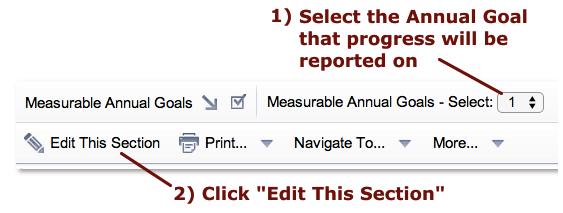 1) Select the Annual Goal
that progress will be
reported on
Measurable Annual Goals Measurable Annual Goals - Select: 1
Edit This Section Print... Navigate To... More...
2) Click "Edit This Section"